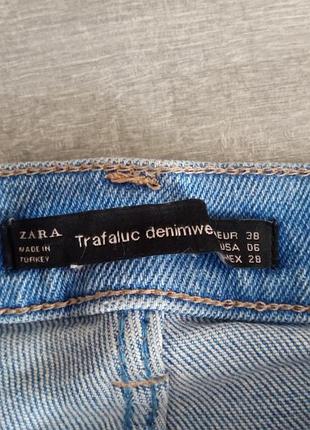 ZARA
MADE IN
TURKEY
Trafaluc denimwe
EUR 38
USA 06
MEX 28